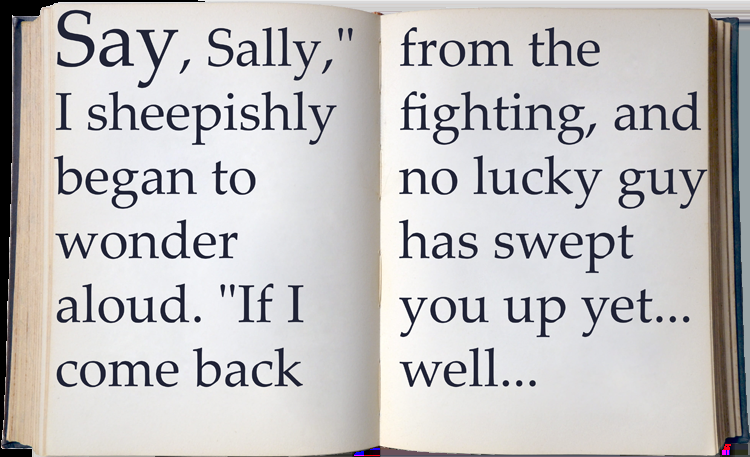 Say, Sally,"
I sheepishly
began to
wonder
aloud. "If I
come back
from the
fighting, and
no lucky guy
has swept
you up yet...
well...